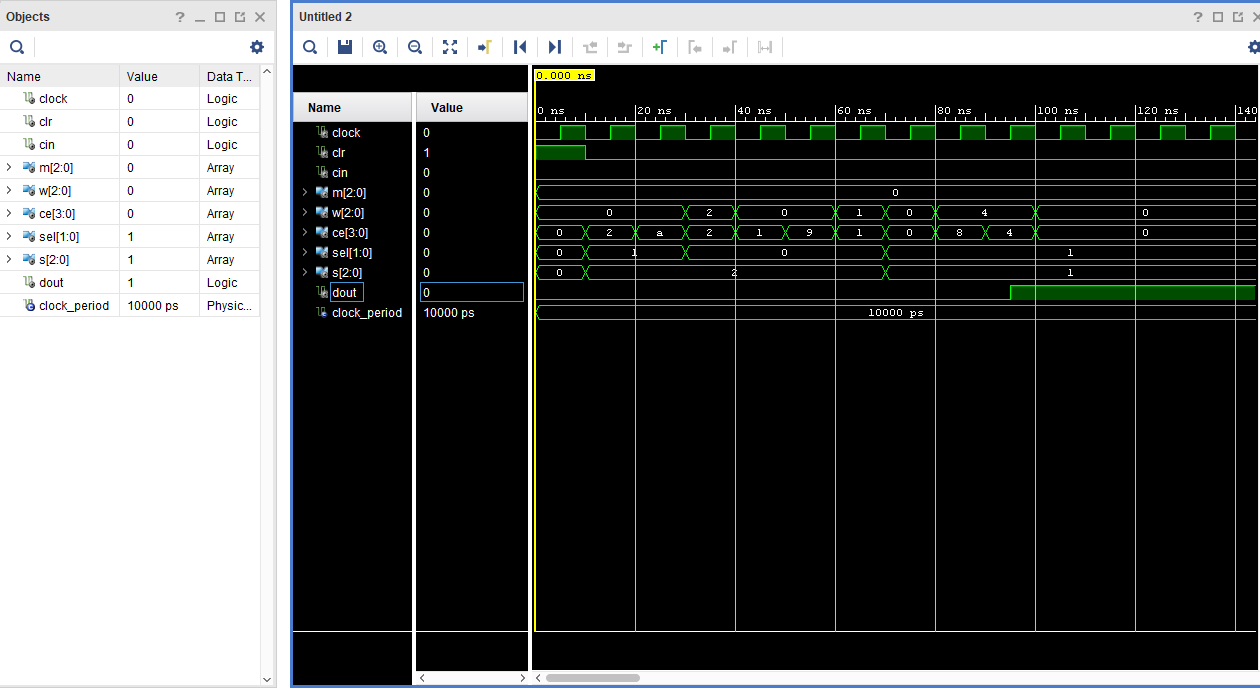 Objects
Name Value Data T...
clock 0 Logic
clr 0 Logic
cin 0 Logic
m[2:0] 0 Array
w[2:0] 0 Array
ce[3:0] 0 Array
sel[1:0] 1 Array
s[2:0] 1 Array
dout 1 Logic
clock_period 10000 ps Physic...
Untitled 2
0.000 ns
0 ns 20 ns 40 ns 60 ns 80 ns 100 ns 120 ns 140
Name Value
clock 0
clr 1
cin 0
m[2:0] 0 0
w[2:0] 0 0 2 0 1 0 4 0
ce[3:0] 0 0 2 a 2 1 9 1 0 8 4 0
sel[1:0] 0 0 1 0 1
s[2:0] 0 0 2 1
dout 0
clock_period 10000 ps 10000 ps